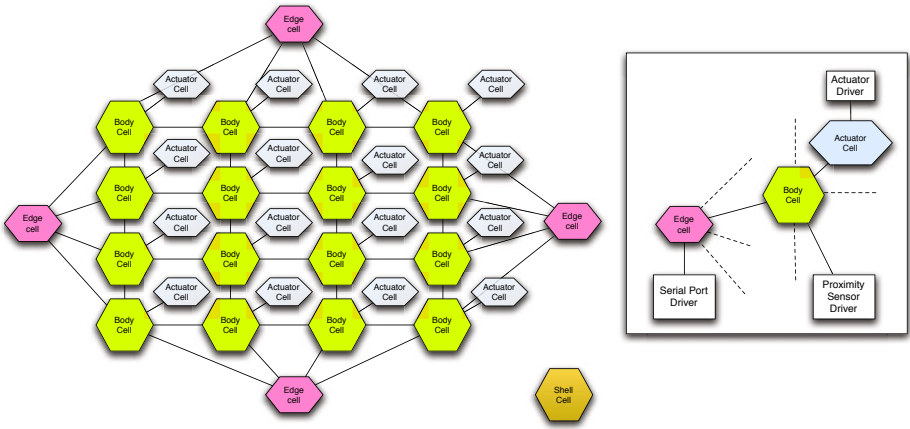 Edge
cell
Actuator
Cell
Actuator
Cell
Actuator
Cell
Actuator
Cell
Body
Cell
Body
Cell
Body
Cell
Body
Cell
Actuator
Cell
Actuator
Cell
Actuator
Cell
Actuator
Cell
Body
Cell
Body
Cell
Body
Cell
Body
Cell
Edge
cell
Actuator
Cell
Actuator
Cell
Actuator
Cell
Actuator
Cell
Edge
cell
Body
Cell
Body
Cell
Body
Cell
Body
Cell
Actuator
Cell
Actuator
Cell
Actuator
Cell
Actuator
Cell
Body
Cell
Body
Cell
Body
Cell
Body
Cell
Edge
cell
Shell
Cell
Actuator
Driver
Actuator
Cell
Body
Cell
Edge
cell
Serial Port
Driver
Proximity
Sensor
Driver